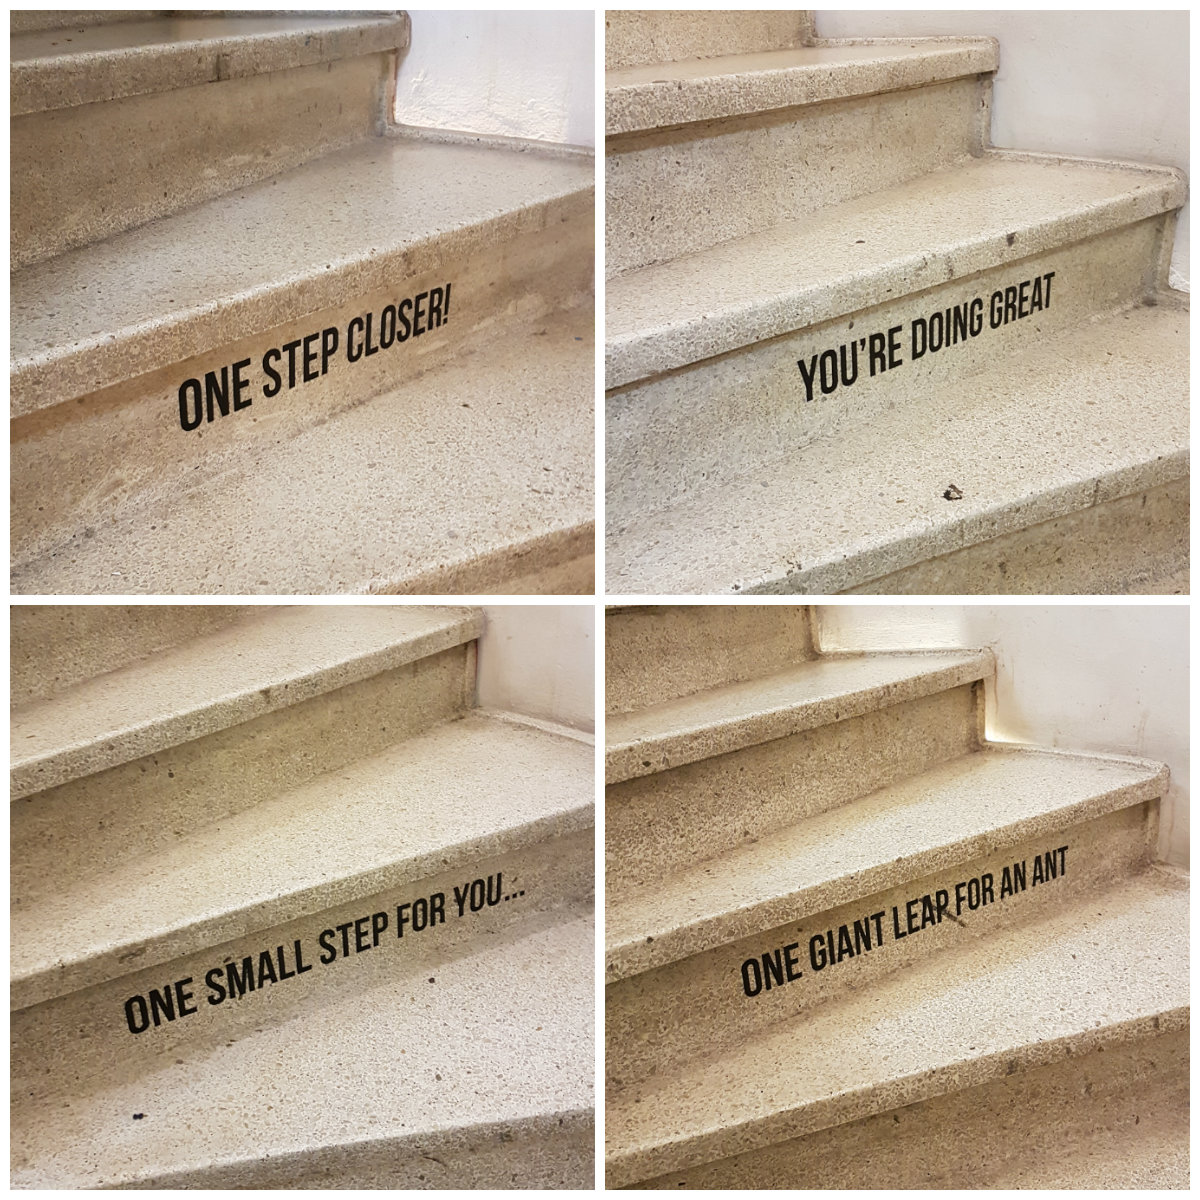 ONE STEP CLOSER!
YOU'RE DOING GREAT
ONE SMALL STEP FOR YOU...
ONE GIANT LEAP FOR AN ANT